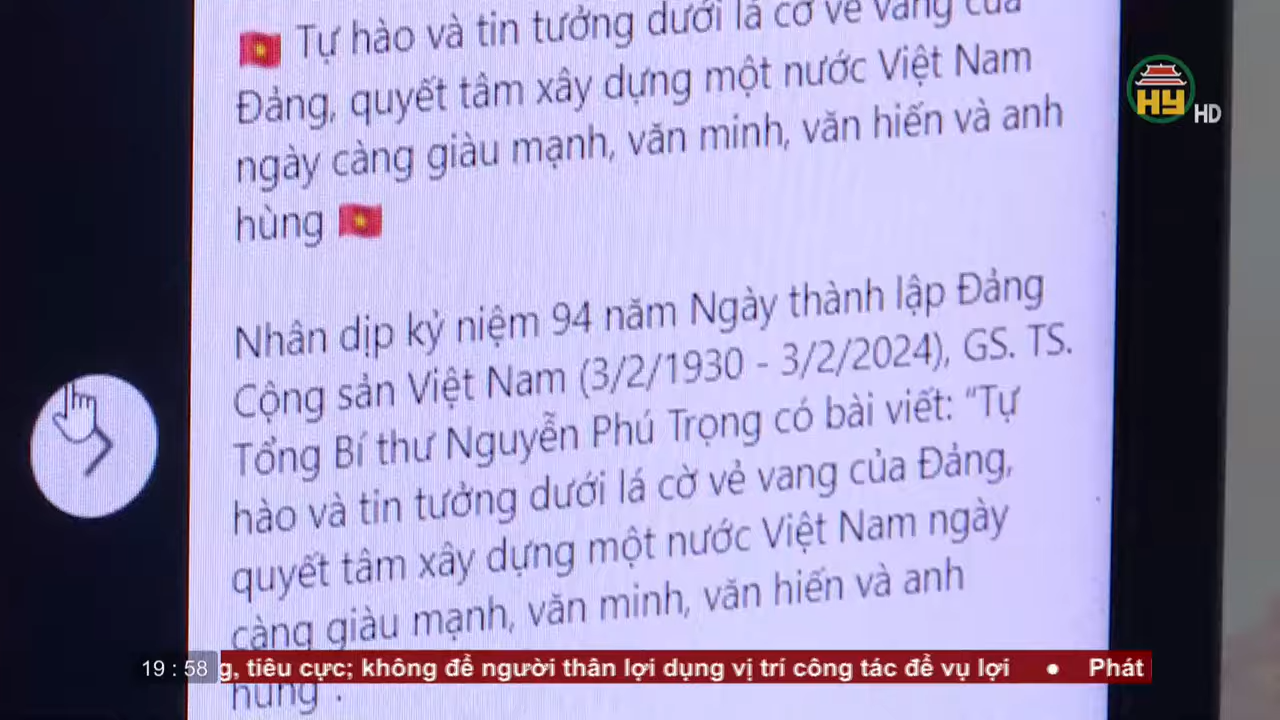 🇻🇳 Tự hào và tin tưởng dưới lá cờ vẻ vang của
Đảng, quyết tâm xây dựng một nước Việt Nam
ngày càng giàu mạnh, văn minh, văn hiến và anh
hùng 🇻🇳
Nhân dịp kỷ niệm 94 năm Ngày thành lập Đảng
Cộng sản Việt Nam (3/2/1930 - 3/2/2024), GS. TS.
Tổng Bí thư Nguyễn Phú Trọng có bài viết: “Tự
hào và tin tưởng dưới lá cờ vẻ vang của Đảng,
quyết tâm xây dựng một nước Việt Nam ngày
càng giàu mạnh, văn minh, văn hiến và anh
hùng".
HY HD
19:58 g, tiêu cực; không để người thân lợi dụng vị trí công tác để vụ lợi • Phát